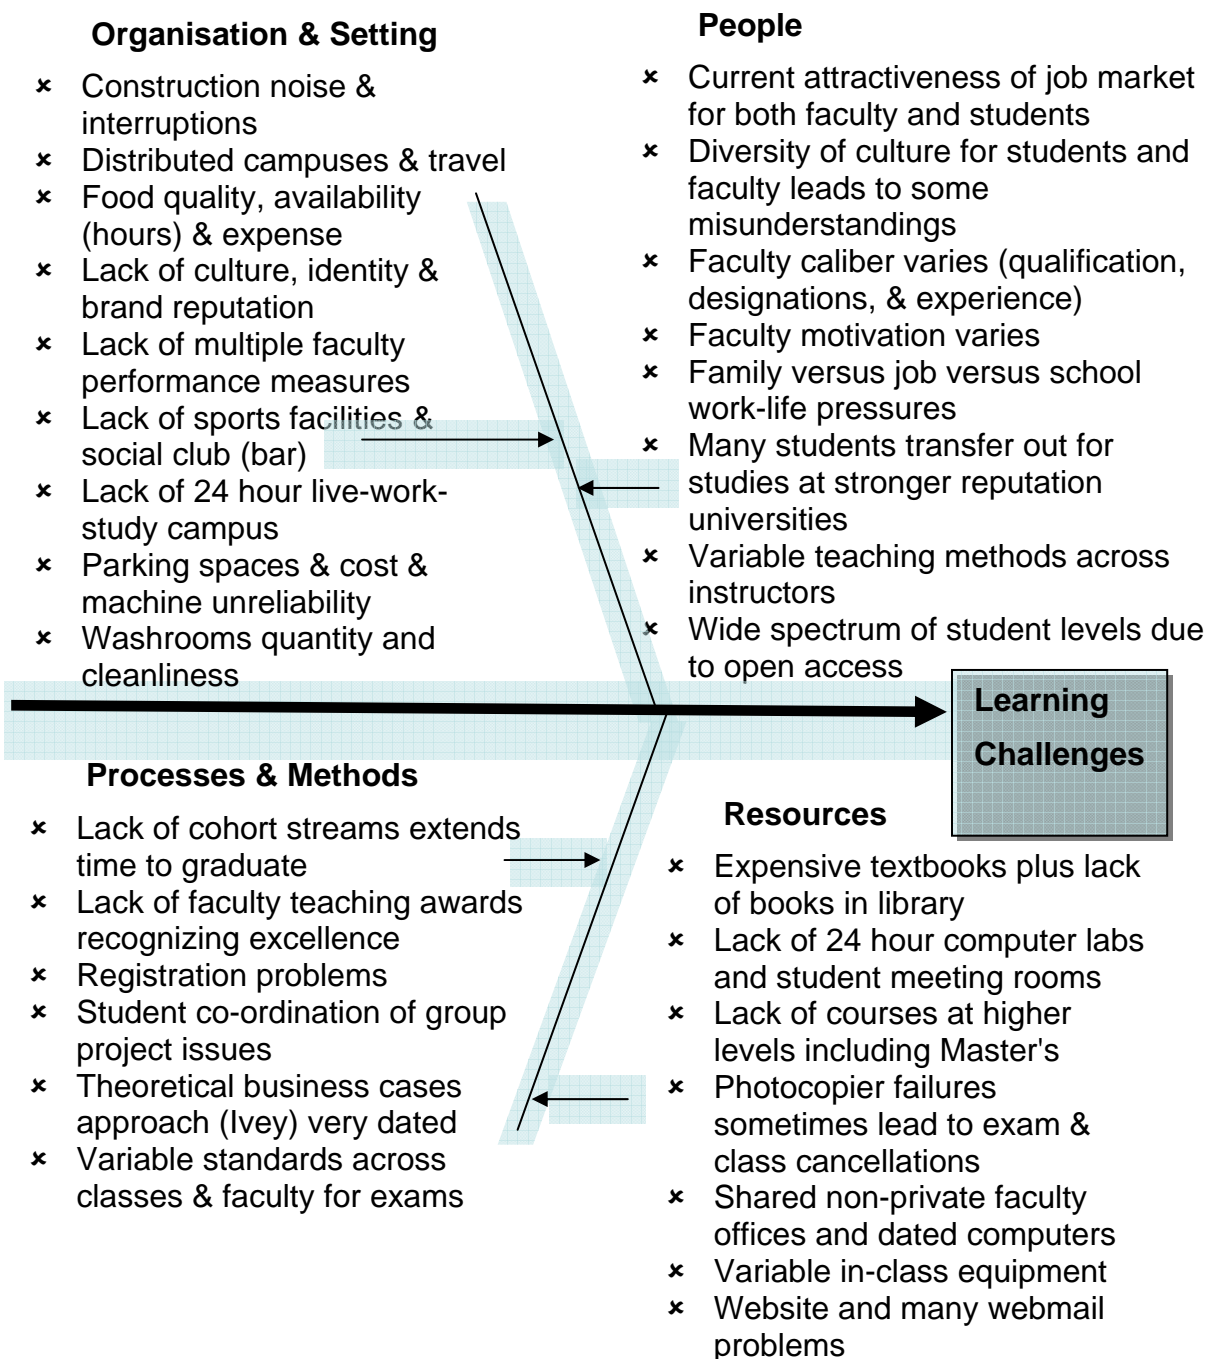 Organisation & Setting
× Construction noise &
interruptions
× Distributed campuses & travel
× Food quality, availability
(hours) & expense
× Lack of culture, identity &
brand reputation
× Lack of multiple faculty
performance measures
× Lack of sports facilities &
social club (bar)
× Lack of 24 hour live-work-
study campus
× Parking spaces & cost &
machine unreliability
× Washrooms quantity and
cleanliness
People
× Current attractiveness of job market
for both faculty and students
× Diversity of culture for students and
faculty leads to some
misunderstandings
× Faculty caliber varies (qualification,
designations, & experience)
× Faculty motivation varies
× Family versus job versus school
work-life pressures
× Many students transfer out for
studies at stronger reputation
universities
× Variable teaching methods across
instructors
× Wide spectrum of student levels due
to open access
Learning
Challenges
Processes & Methods
× Lack of cohort streams extends
time to graduate
× Lack of faculty teaching awards
recognizing excellence
× Registration problems
× Student co-ordination of group
project issues
× Theoretical business cases
approach (Ivey) very dated
× Variable standards across
classes & faculty for exams
Resources
× Expensive textbooks plus lack
of books in library
× Lack of 24 hour computer labs
and student meeting rooms
× Lack of courses at higher
levels including Master's
× Photocopier failures
sometimes lead to exam &
class cancellations
× Shared non-private faculty
offices and dated computers
× Variable in-class equipment
× Website and many webmail
problems